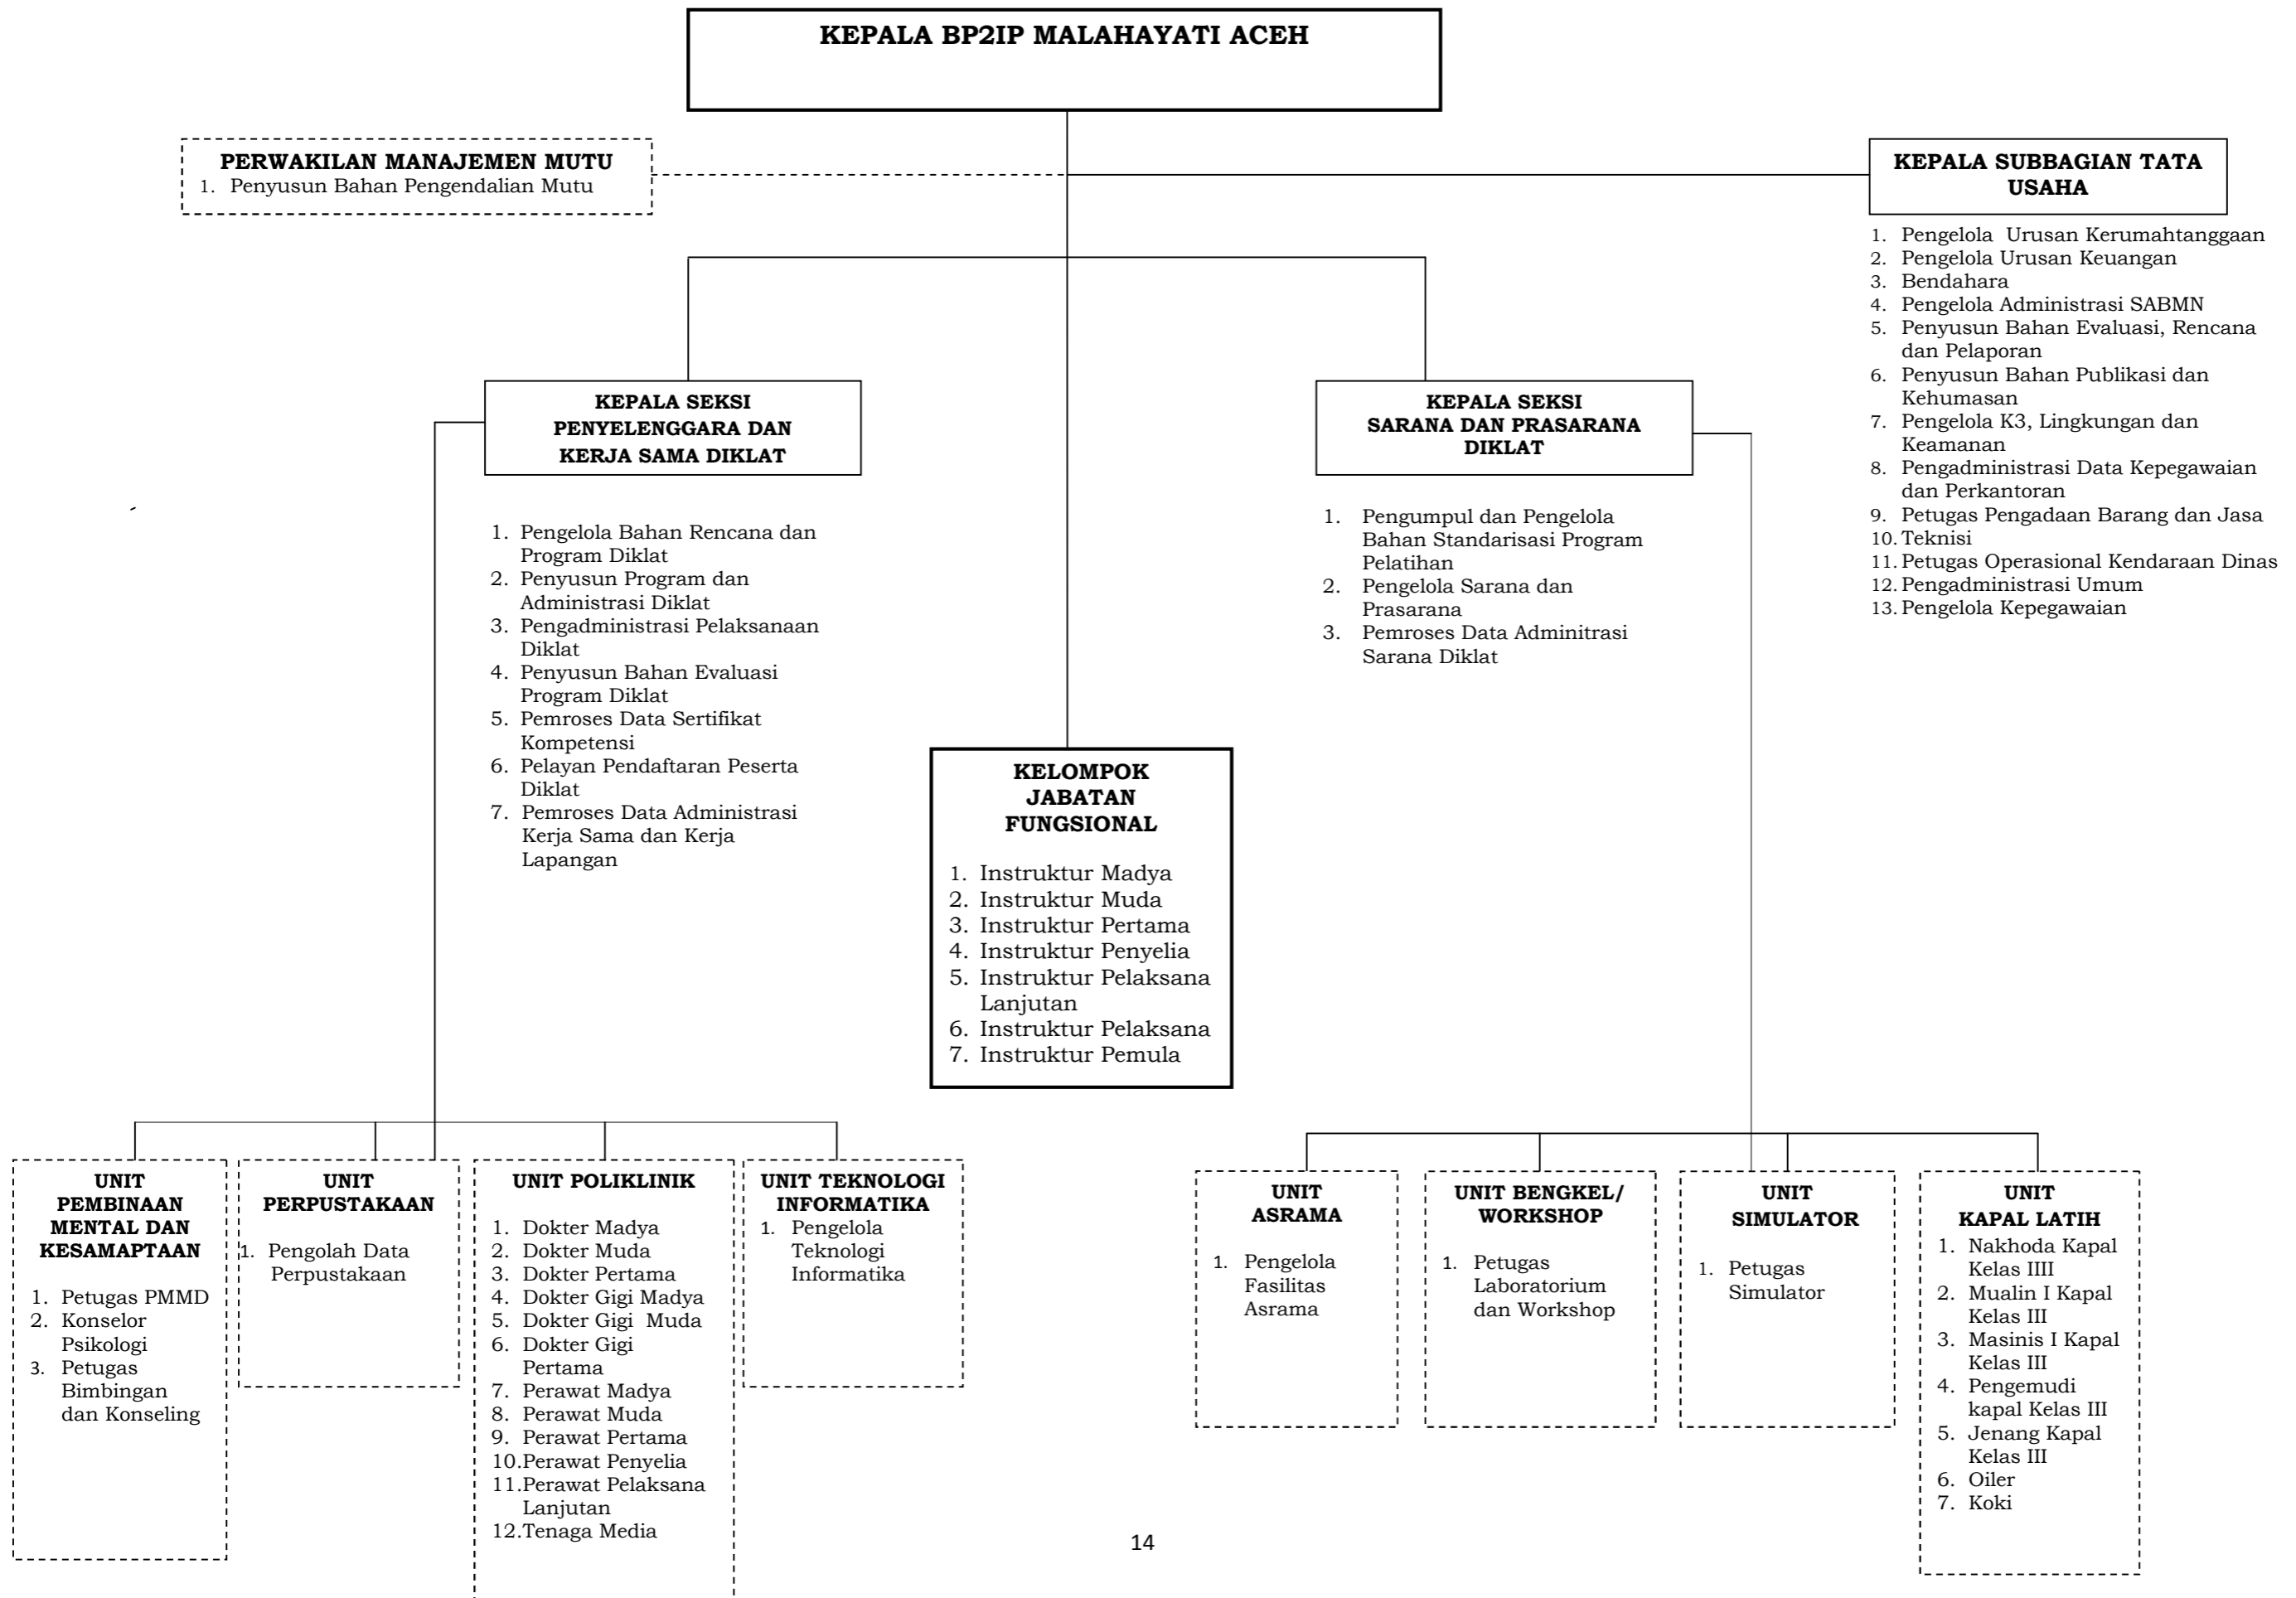 KEPALA BP2IP MALAHAYATI ACEH
PERWAKILAN MANAJEMEN MUTU
1. Penyusun Bahan Pengendalian Mutu
KEPALA SUBBAGIAN TATA
USAHA
1. Pengelola Urusan Kerumahtanggaan
2. Pengelola Urusan Keuangan
3. Bendahara
4. Pengelola Administrasi SABMN
5. Penyusun Bahan Evaluasi, Rencana
dan Pelaporan
6. Penyusun Bahan Publikasi dan
Kehumasan
7. Pengelola K3, Lingkungan dan
Keamanan
8. Pengadministrasi Data Kepegawaian
dan Perkantoran
9. Petugas Pengadaan Barang dan Jasa
10. Teknisi
11. Petugas Operasional Kendaraan Dinas
12. Pengadministrasi Umum
13. Pengelola Kepegawaian
KEPALA SEKSI
PENYELENGGARA DAN
KERJA SAMA DIKLAT
1. Pengelola Bahan Rencana dan
Program Diklat
2. Penyusun Program dan
Administrasi Diklat
3. Pengadministrasi Pelaksanaan
Diklat
4. Penyusun Bahan Evaluasi
Program Diklat
5. Pemroses Data Sertifikat
Kompetensi
6. Pelayan Pendaftaran Peserta
Diklat
7. Pemroses Data Administrasi
Kerja Sama dan Kerja
Lapangan
KEPALA SEKSI
SARANA DAN PRASARANA
DIKLAT
1. Pengumpul dan Pengelola
Bahan Standarisasi Program
Pelatihan
2. Pengelola Sarana dan
Prasarana
3. Pemroses Data Adminitrasi
Sarana Diklat
KELOMPOK
JABATAN
FUNGSIONAL
1. Instruktur Madya
2. Instruktur Muda
3. Instruktur Pertama
4. Instruktur Penyelia
5. Instruktur Pelaksana
Lanjutan
6. Instruktur Pelaksana
7. Instruktur Pemula
UNIT
PEMBINAAN
MENTAL DAN
KESAMAPTAAN
1. Petugas PMMD
2. Konselor
Psikologi
3. Petugas
Bimbingan
dan Konseling
UNIT
PERPUSTAKAAN
1. Pengolah Data
Perpustakaan
UNIT POLIKLINIK
1. Dokter Madya
2. Dokter Muda
3. Dokter Pertama
4. Dokter Gigi Madya
5. Dokter Gigi Muda
6. Dokter Gigi
Pertama
7. Perawat Madya
8. Perawat Muda
9. Perawat Pertama
10.Perawat Penyelia
11.Perawat Pelaksana
Lanjutan
12.Tenaga Media
UNIT TEKNOLOGI
INFORMATIKA
1. Pengelola
Teknologi
Informatika
UNIT
ASRAMA
1. Pengelola
Fasilitas
Asrama
UNIT BENGKEL/
WORKSHOP
1. Petugas
Laboratorium
dan Workshop
UNIT
SIMULATOR
1. Petugas
Simulator
UNIT
KAPAL LATIH
1. Nakhoda Kapal
Kelas IIII
2. Mualin I Kapal
Kelas III
3. Masinis I Kapal
Kelas III
4. Pengemudi
kapal Kelas III
5. Jenang Kapal
Kelas III
6. Oiler
7. Koki
14